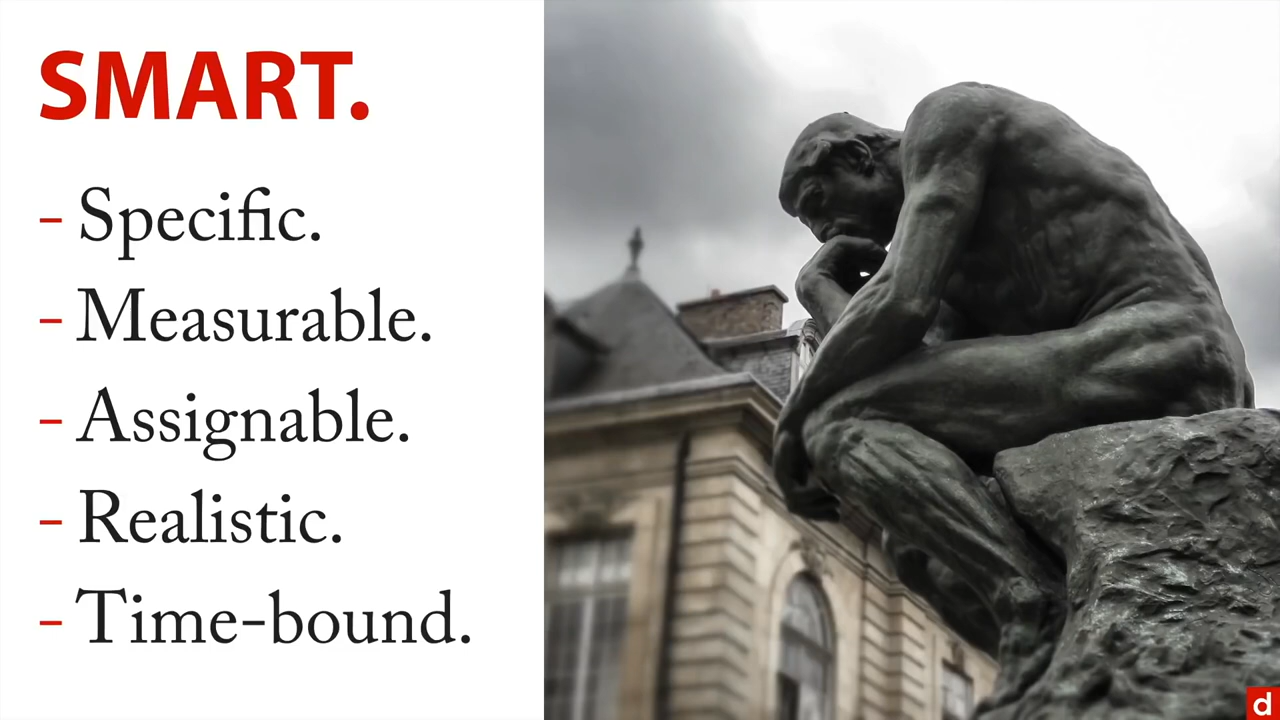 SMART.
- Specific.
- Measurable.
- Assignable.
- Realistic.
- Time-bound.
d